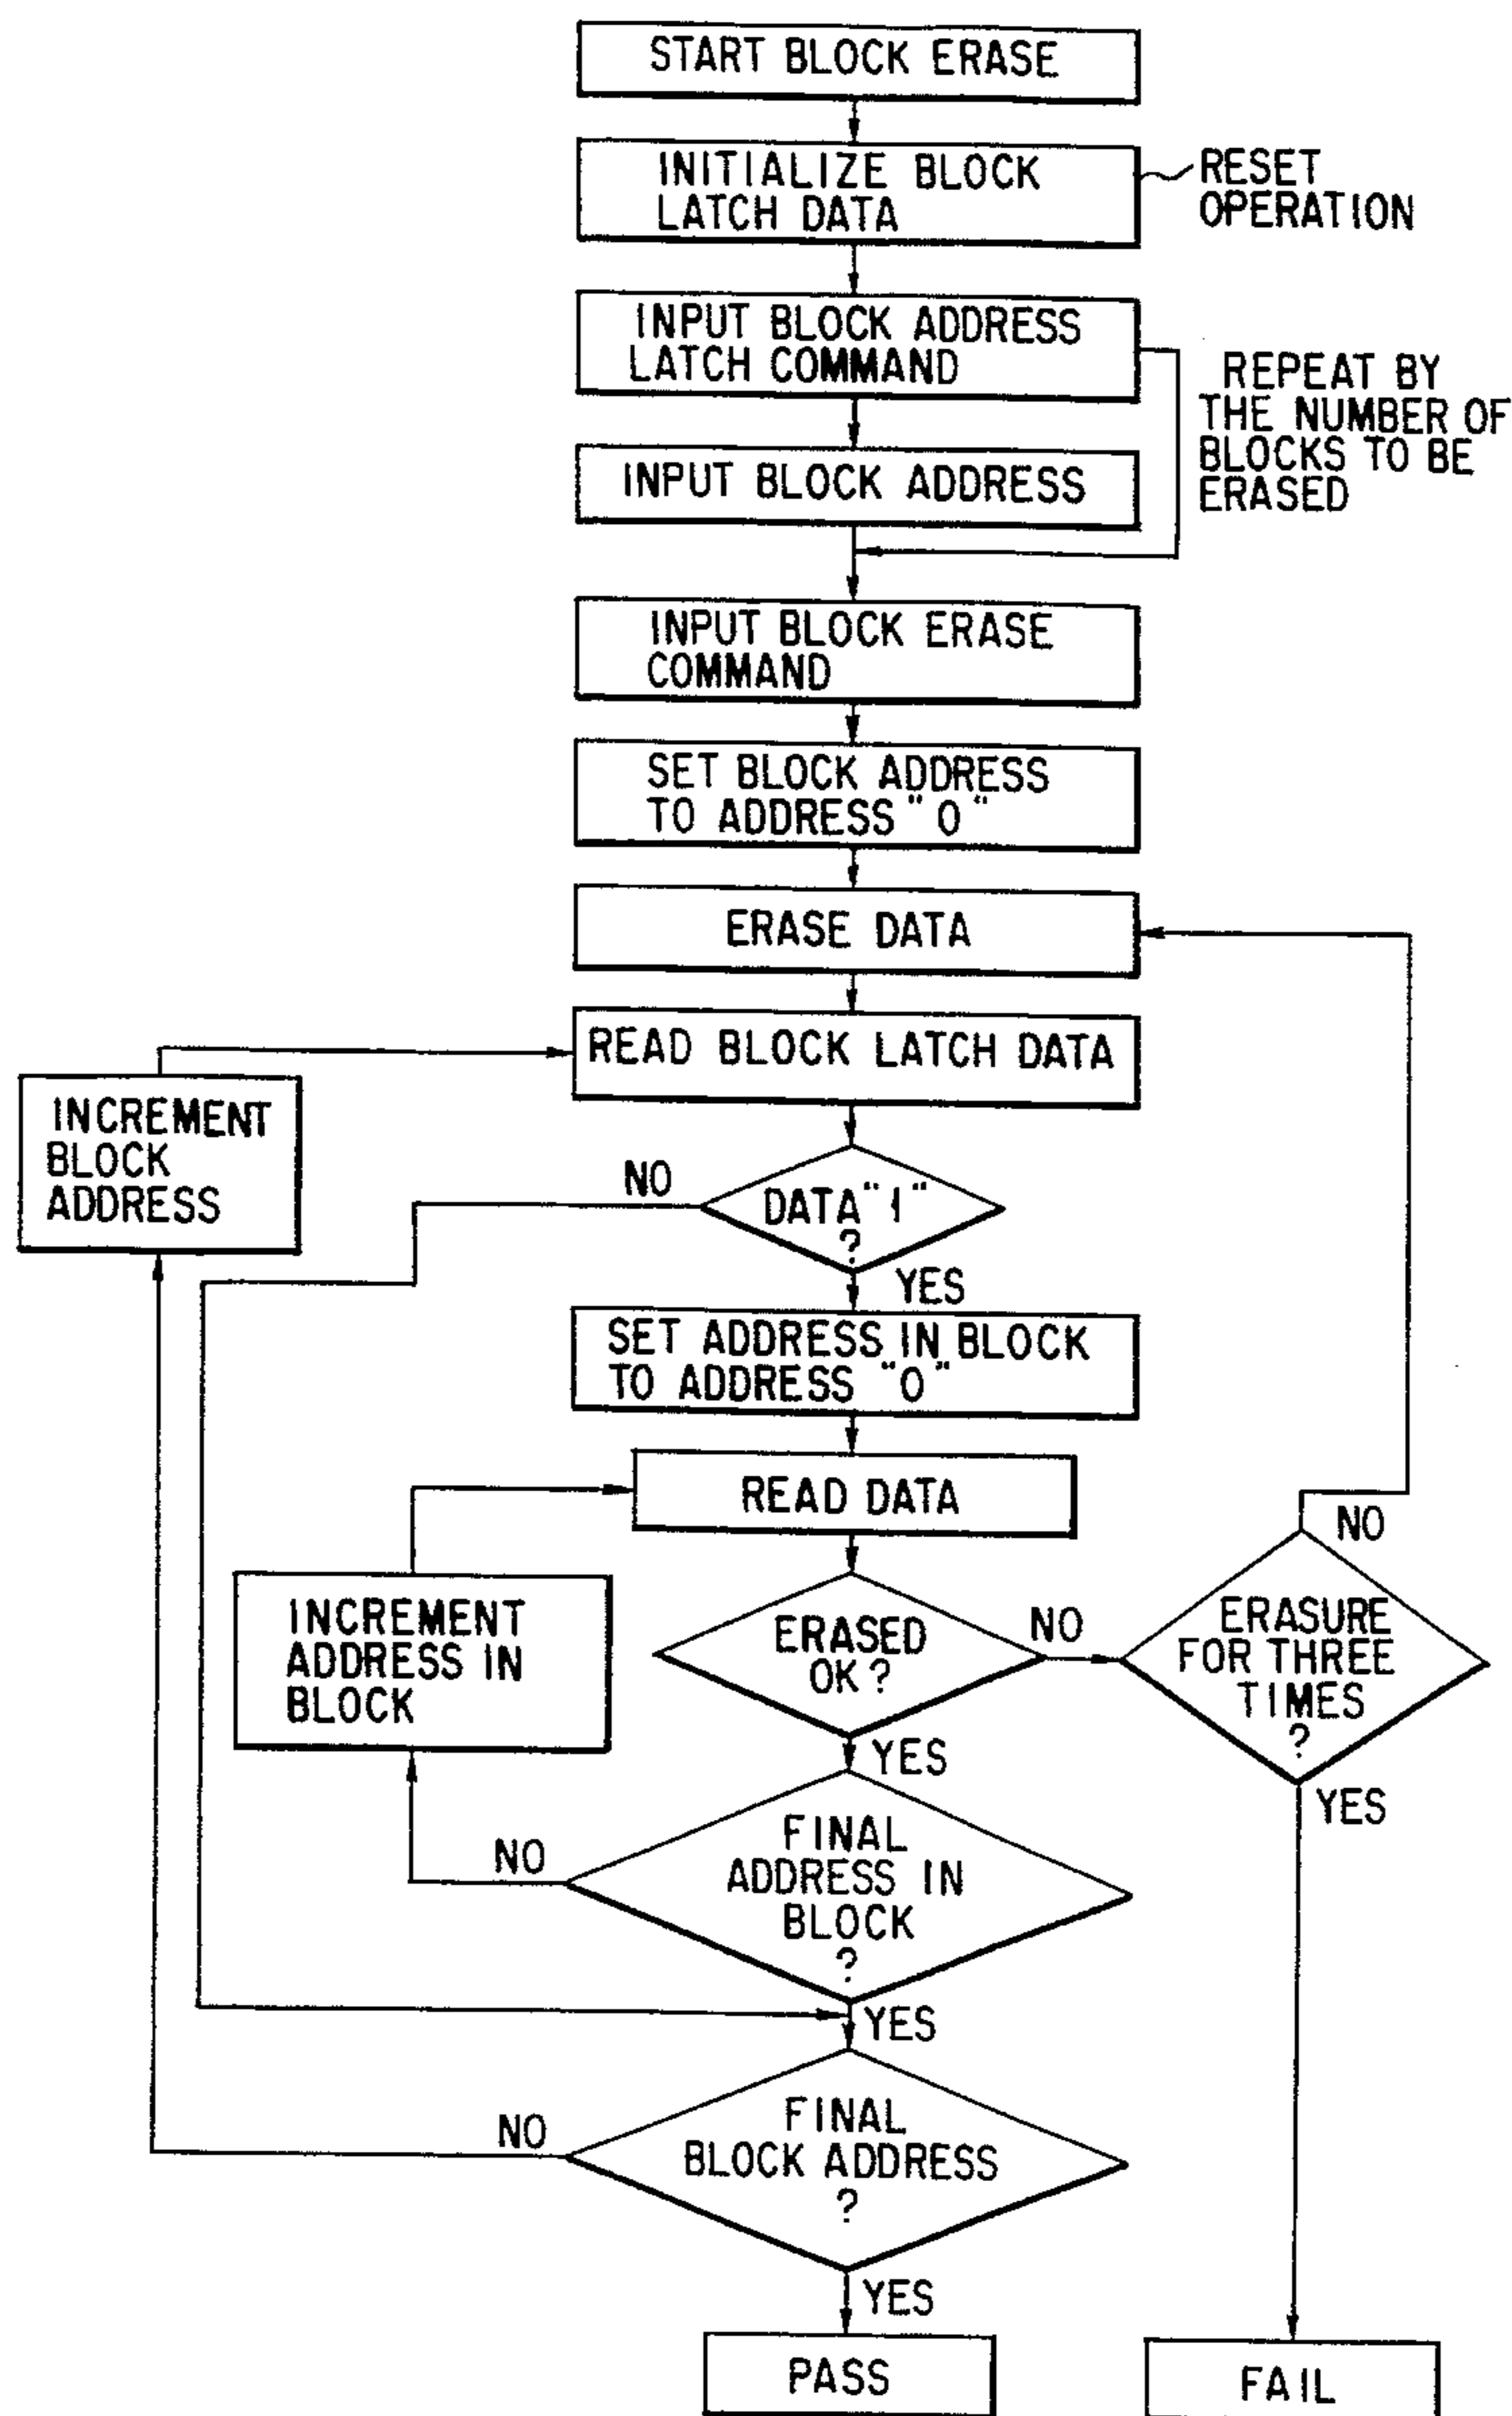 START BLOCK ERASE
INITIALIZE BLOCK
LATCH DATA
RESET
OPERATION
INPUT BLOCK ADDRESS
LATCH COMMAND
REPEAT BY
THE NUMBER OF
BLOCKS TO BE
ERASED
INPUT BLOCK ADDRESS
INPUT BLOCK ERASE
COMMAND
SET BLOCK ADDRESS
TO ADDRESS "0"
ERASE DATA
READ BLOCK LATCH DATA
INCREMENT
BLOCK
ADDRESS
NO
DATA "1"
?
YES
SET ADDRESS IN BLOCK
TO ADDRESS "0"
READ DATA
NO
INCREMENT
ADDRESS IN
BLOCK
ERASED
OK?
NO
ERASURE
FOR THREE
TIMES
?
YES
YES
NO
FINAL
ADDRESS IN
BLOCK
?
YES
NO
FINAL
BLOCK ADDRESS
?
YES
PASS
FAIL